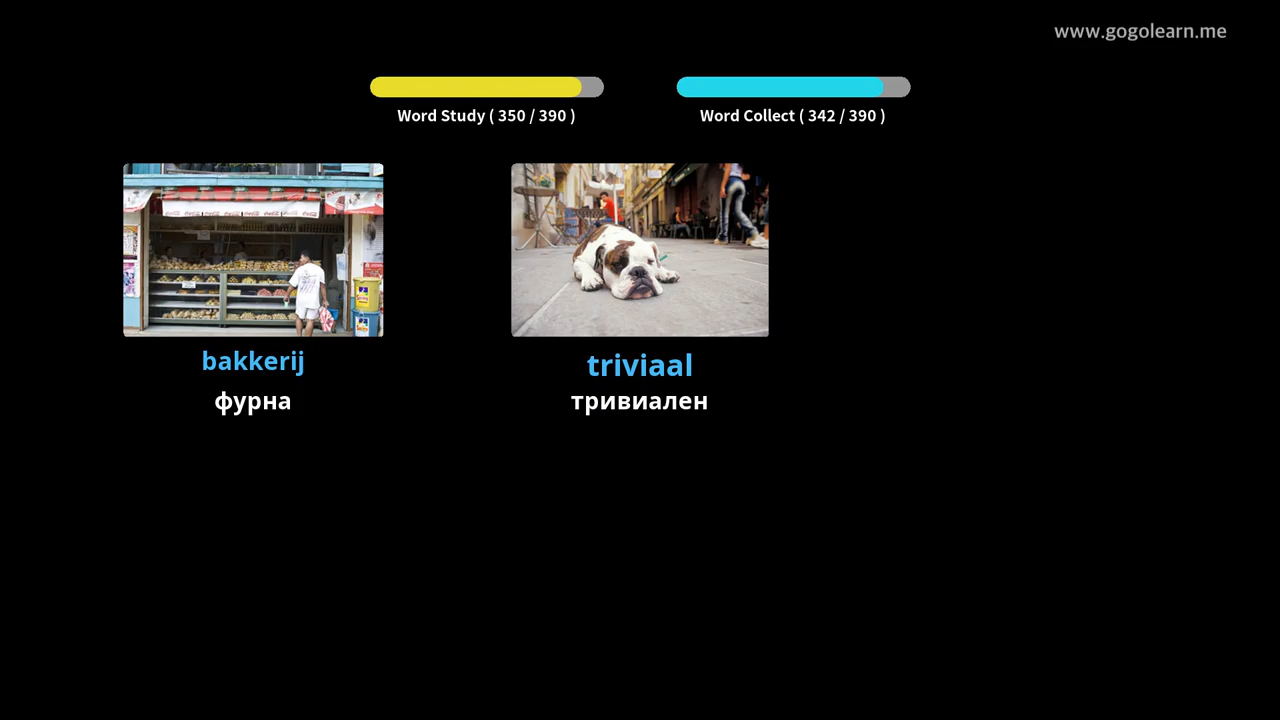 www.gogolearn.me
Word Study ( 350 / 390 )
Word Collect ( 342 / 390 )
bakkerij
фурна
triviaal
тривиален